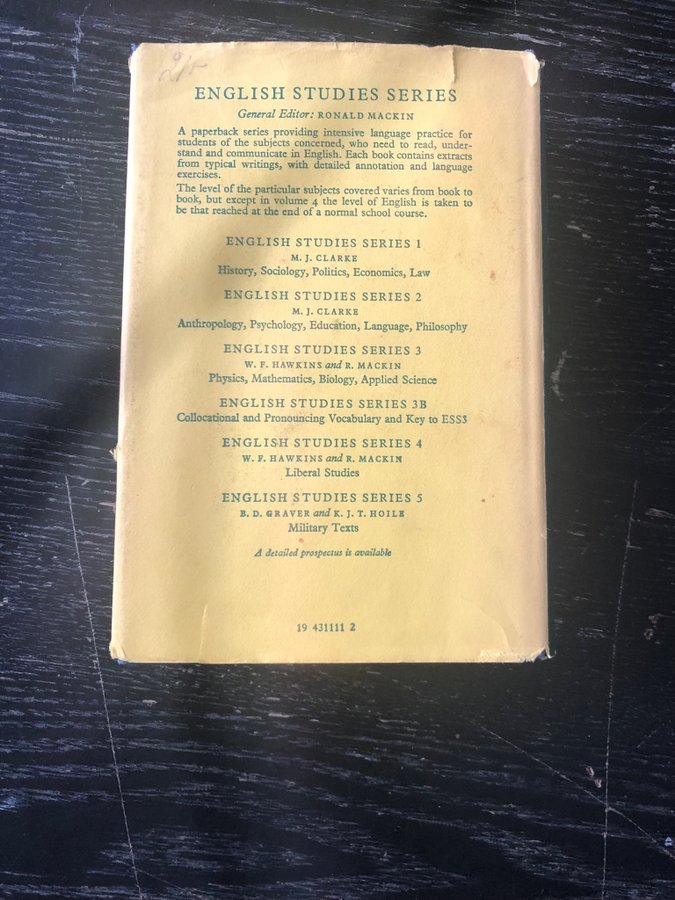 ENGLISH STUDIES SERIES
General Editor: RONALD MACKIN
A paperback series providing intensive language practice for
students of the subjects concerned, who need to read, under-
stand and communicate in English. Each book contains extracts
from typical writings, with detailed annotation and language
exercises.
The level of the particular subjects covered varies from book to
book, but except in volume 4 the level of English is taken to
be that reached at the end of a normal school course.
ENGLISH STUDIES SERIES 1
M. J. CLARKE
History, Sociology, Politics, Economics, Law
ENGLISH STUDIES SERIES 2
M. J. CLARKE
Anthropology, Psychology, Education, Language, Philosophy
ENGLISH STUDIES SERIES 3
W. F. HAWKINS and R. MACKIN
Physics, Mathematics, Biology, Applied Science
ENGLISH STUDIES SERIES 3B
Collocational and Pronouncing Vocabulary and Key to ESS3
ENGLISH STUDIES SERIES 4
W. F. HAWKINS and R. MACKIN
Liberal Studies
ENGLISH STUDIES SERIES 5
B. D. GRAVER and K. J. T. HOILE
Military Texts
A detailed prospectus is available
19 431111 2